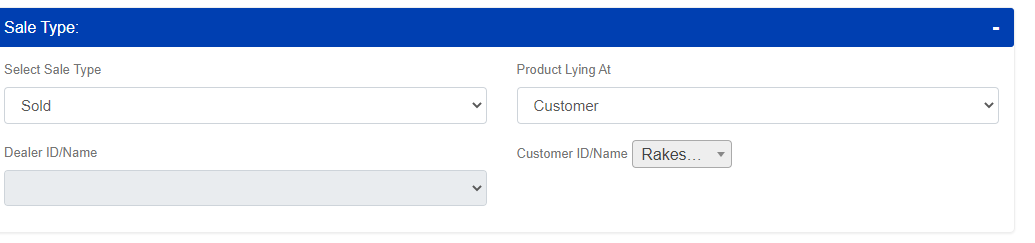 Sale Type:
-
Select Sale Type
Product Lying At
Sold
Customer
Dealer ID/Name
Customer ID/Name Rakes...